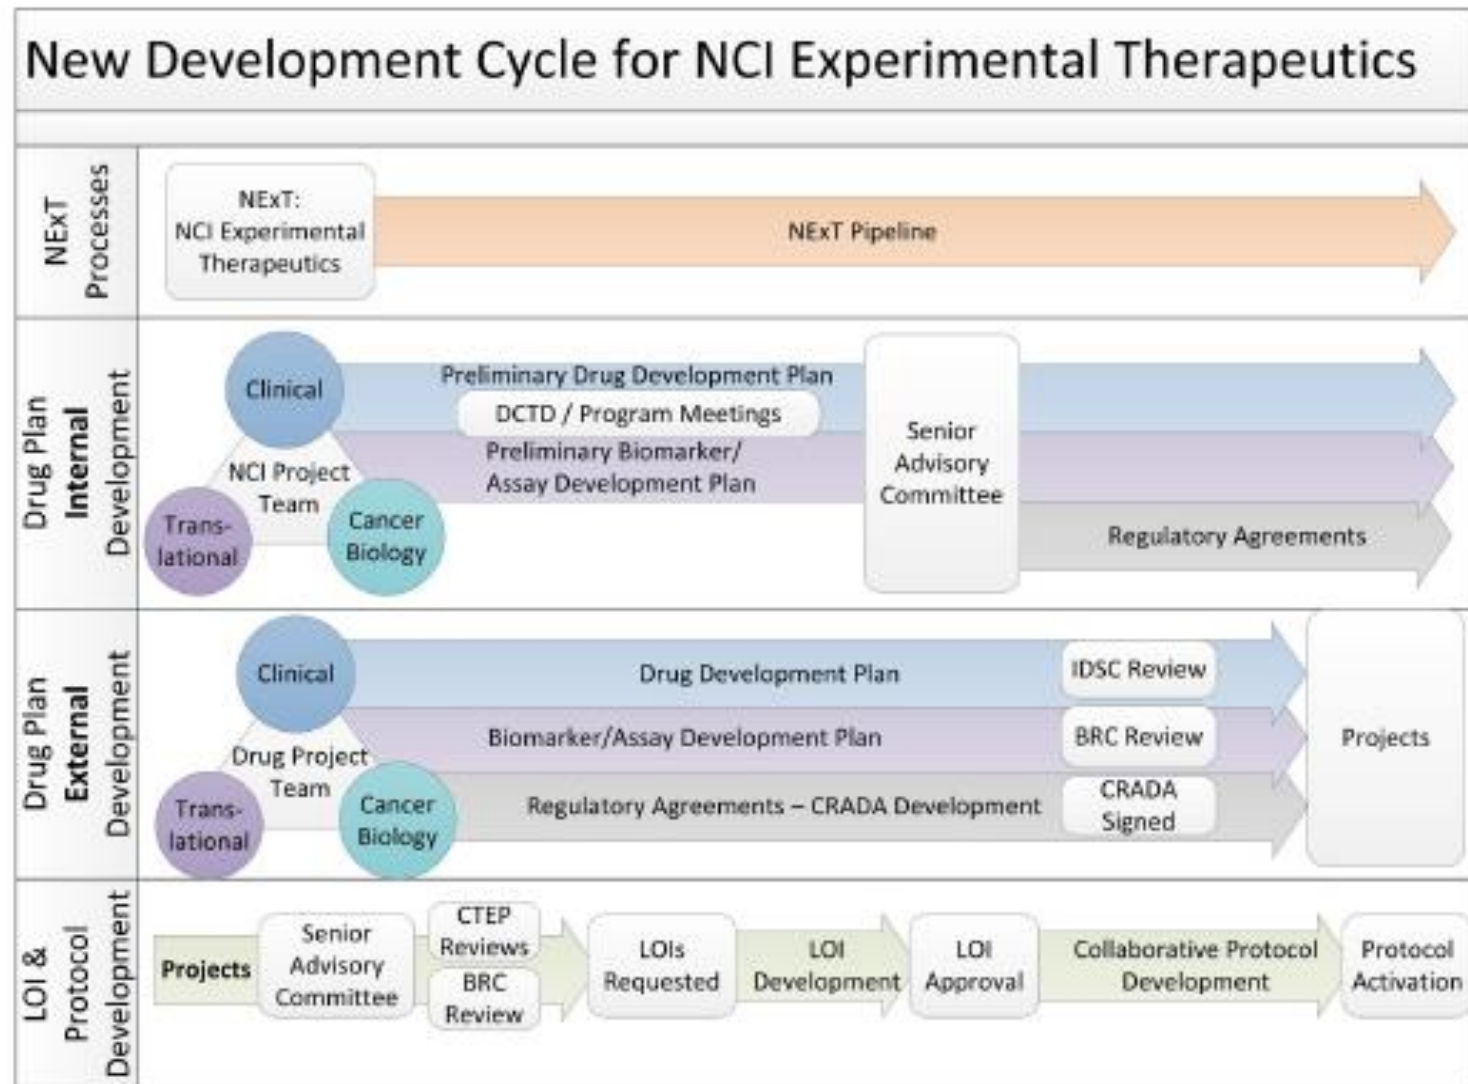 New Development Cycle for NCI Experimental Therapeutics
NExT
Processes
NExT:
NCI Experimental
Therapeutics
NExT Pipeline
Drug Plan
Internal
Development
Clinical
NCI Project
Team
Trans-
lational
Cancer
Biology
Preliminary Drug Development Plan
DCTD / Program Meetings
Preliminary Biomarker/
Assay Development Plan
Senior
Advisory
Committee
Regulatory Agreements
Drug Plan
External
Development
Clinical
Drug Project
Team
Trans-
lational
Cancer
Biology
Drug Development Plan
IDSC Review
Biomarker/Assay Development Plan
BRC Review
Regulatory Agreements – CRADA Development
CRADA
Signed
Projects
LOI &
Protocol
Development
Projects
Senior
Advisory
Committee
CTEP
Reviews
BRC
Review
LOIs
Requested
LOI
Development
LOI
Approval
Collaborative Protocol
Development
Protocol
Activation